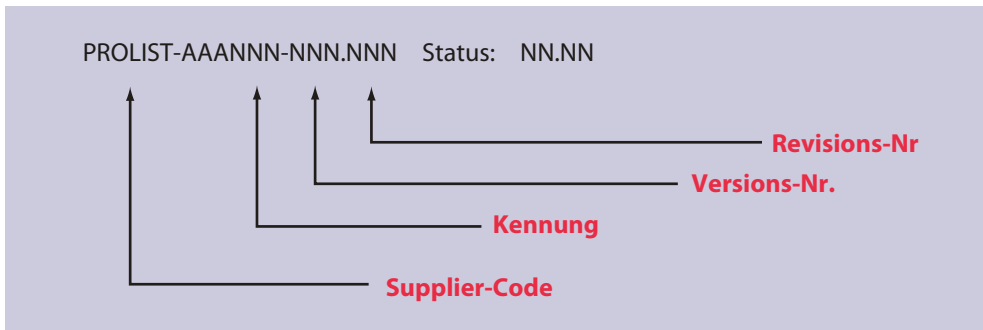 PROLIST-AAANNN-NNN.NNN Status: NN.NN
Revisions-Nr
Versions-Nr.
Kennung
Supplier-Code